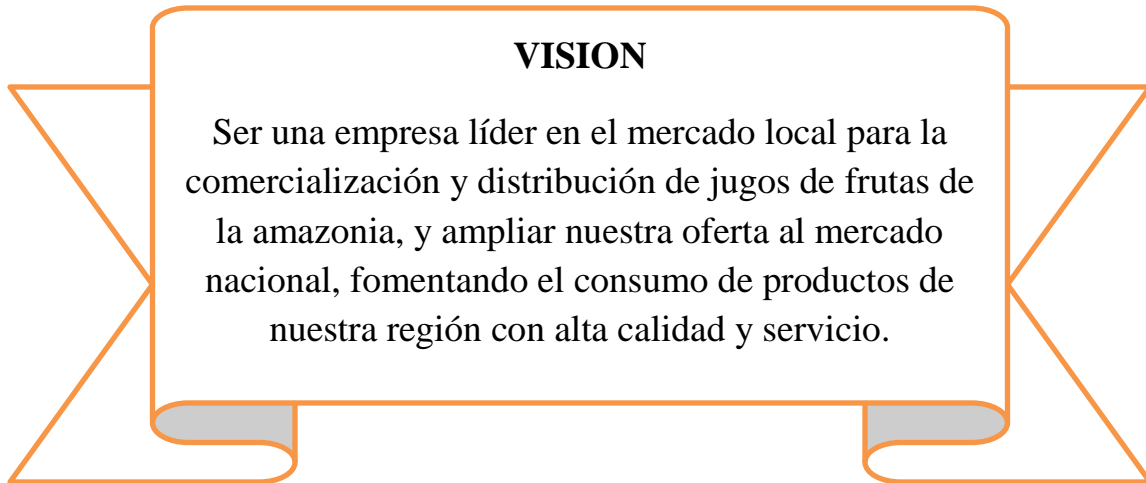 VISION
Ser una empresa líder en el mercado local para la
comercialización y distribución de jugos de frutas de
la amazonia, y ampliar nuestra oferta al mercado
nacional, fomentando el consumo de productos de
nuestra región con alta calidad y servicio.